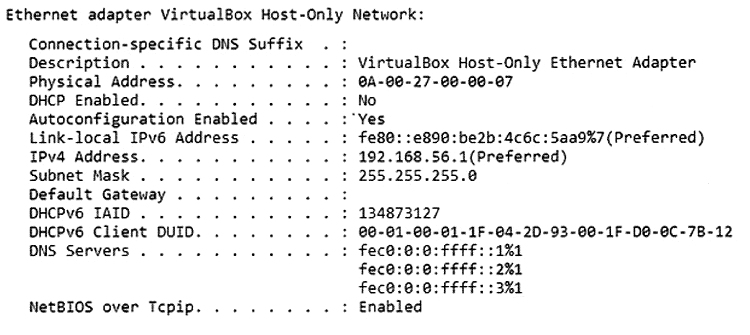 Ethernet adapter VirtualBox Host-Only Network:
Connection-specific DNS Suffix . :
Description . . . . . . . . . . . : VirtualBox Host-Only Ethernet Adapter
Physical Address. . . . . . . . . : 0A-00-27-00-00-07
DHCP Enabled. . . . . . . . . . . : No
Autoconfiguration Enabled . . . . : Yes
Link-local IPv6 Address . . . . . : fe80::e890:be2b:4c6c:5aa9%7(Preferred)
IPv4 Address. . . . . . . . . . . : 192.168.56.1(Preferred)
Subnet Mask . . . . . . . . . . . : 255.255.255.0
Default Gateway . . . . . . . . . :
DHCPv6 IAID . . . . . . . . . . . : 134873127
DHCPv6 Client DUID. . . . . . . . : 00-01-00-01-1F-04-2D-93-00-1F-D0-0C-7B-12
DNS Servers . . . . . . . . . . . : fec0:0:0:ffff::1%1
fec0:0:0:ffff::2%1
fec0:0:0:ffff::3%1
NetBIOS over Tcpip. . . . . . . . : Enabled